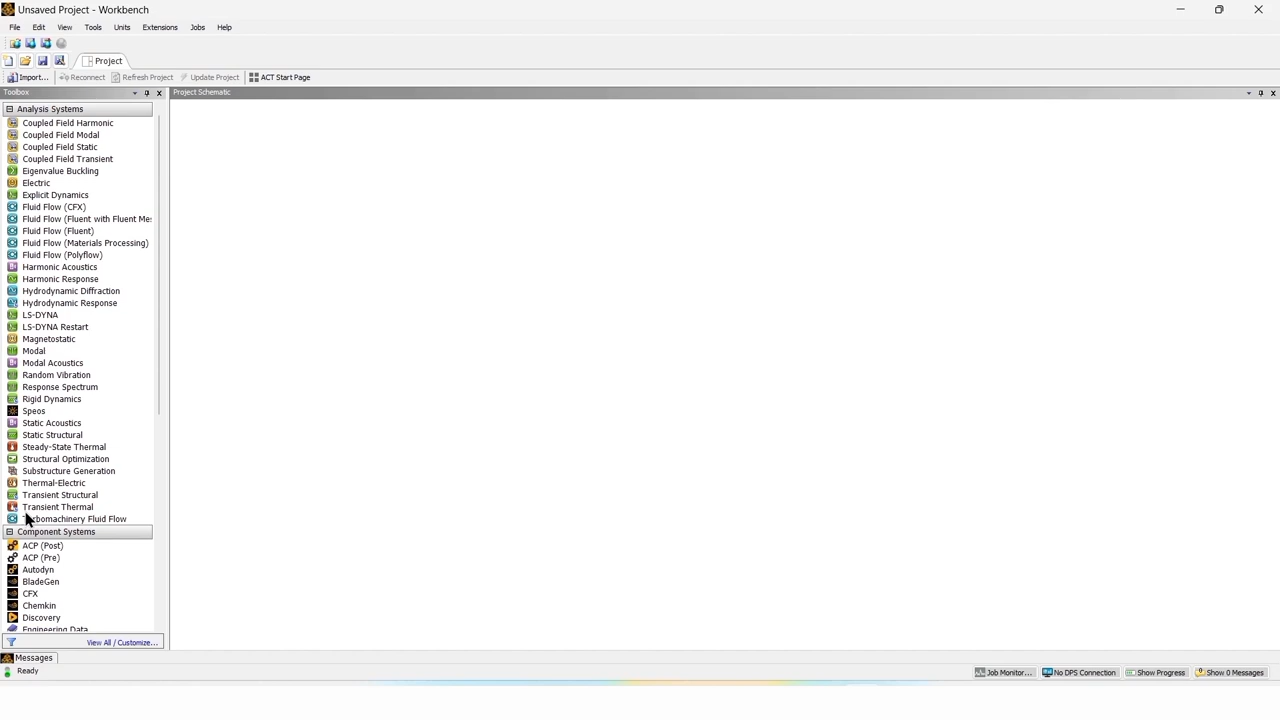 Unsaved Project - Workbench
File Edit View Tools Units Extensions Jobs Help
Project
Import... Reconnect Refresh Project Update Project ACT Start Page
Toolbox
Project Schematic
Analysis Systems
Coupled Field Harmonic
Coupled Field Modal
Coupled Field Static
Coupled Field Transient
Eigenvalue Buckling
Electric
Explicit Dynamics
Fluid Flow (CFX)
Fluid Flow (Fluent with Fluent Me
Fluid Flow (Fluent)
Fluid Flow (Materials Processing)
Fluid Flow (Polyflow)
Harmonic Acoustics
Harmonic Response
Hydrodynamic Diffraction
Hydrodynamic Response
LS-DYNA
LS-DYNA Restart
Magnetostatic
Modal
Modal Acoustics
Random Vibration
Response Spectrum
Rigid Dynamics
Speos
Static Acoustics
Static Structural
Steady-State Thermal
Structural Optimization
Substructure Generation
Thermal-Electric
Transient Structural
Transient Thermal
bomachinery Fluid Flow
Component Systems
ACP (Post)
ACP (Pre)
Autodyn
BladeGen
CFX
Chemkin
Discovery
Engineering Data
View All / Customize...
Messages
Ready
Job Monitor... No DPS Connection Show Progress Show 0 Messages